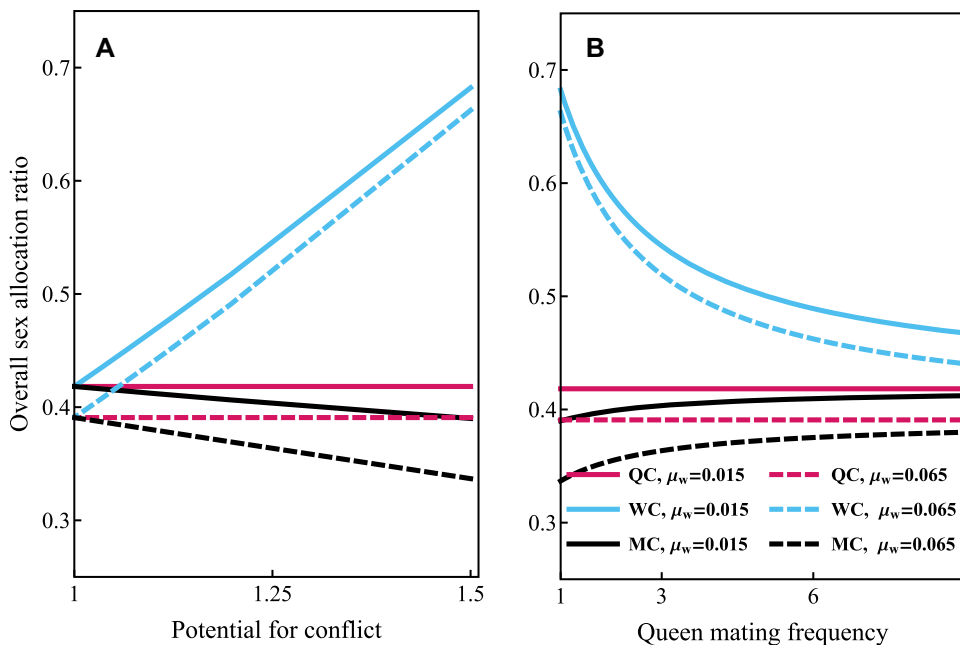 A
B
Overall sex allocation ratio
0.7
0.6
0.5
0.4
0.3
1
1.25
1.5
Potential for conflict
0.7
0.6
0.5
0.4
0.3
1
3
6
Queen mating frequency
QC, μw=0.015
QC, μw=0.065
WC, μw=0.015
WC, μw=0.065
MC, μw=0.015
MC, μw=0.065